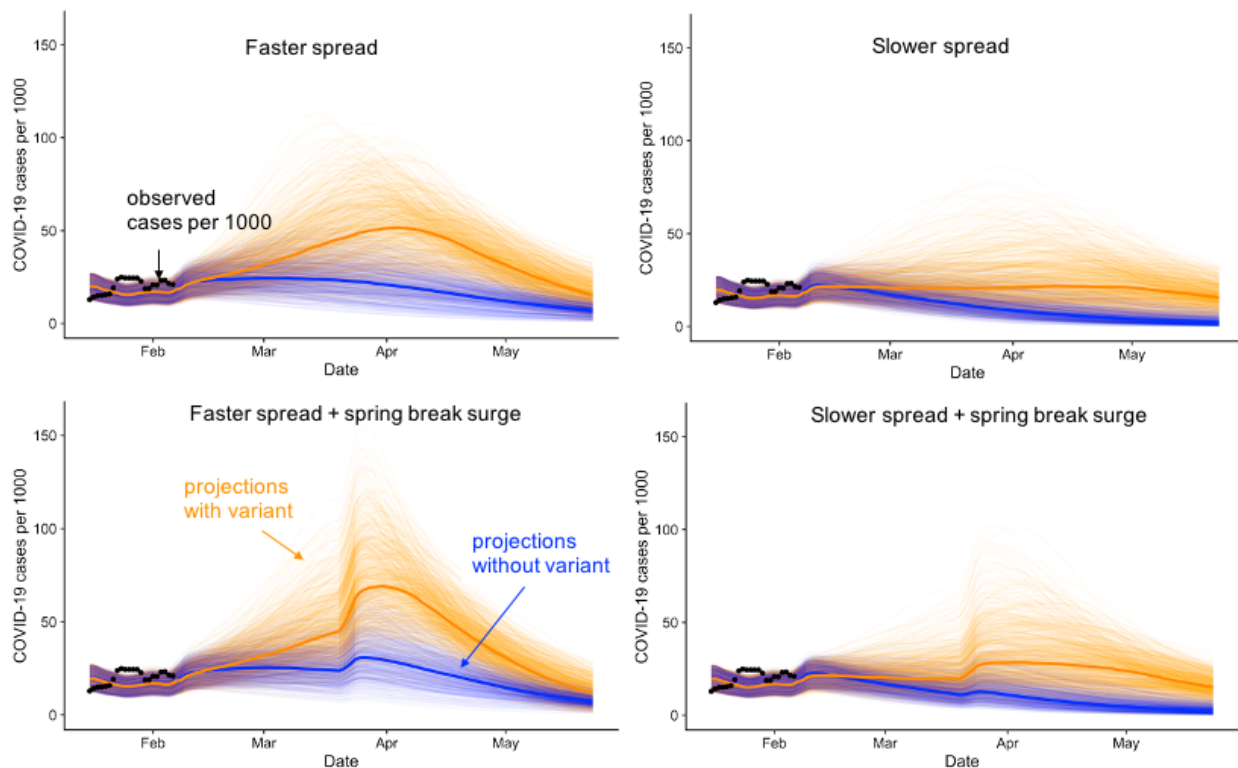 Faster spread
COVID-19 cases per 1000
150
100
50
0
observed
cases per 1000
Feb
Mar
Apr
May
Date
Slower spread
COVID-19 cases per 1000
150
100
50
0
Feb
Mar
Apr
May
Date
Faster spread + spring break surge
COVID-19 cases per 1000
150
100
50
0
projections
with variant
projections
without variant
Feb
Mar
Apr
May
Date
Slower spread + spring break surge
COVID-19 cases per 1000
150
100
50
0
Feb
Mar
Apr
May
Date